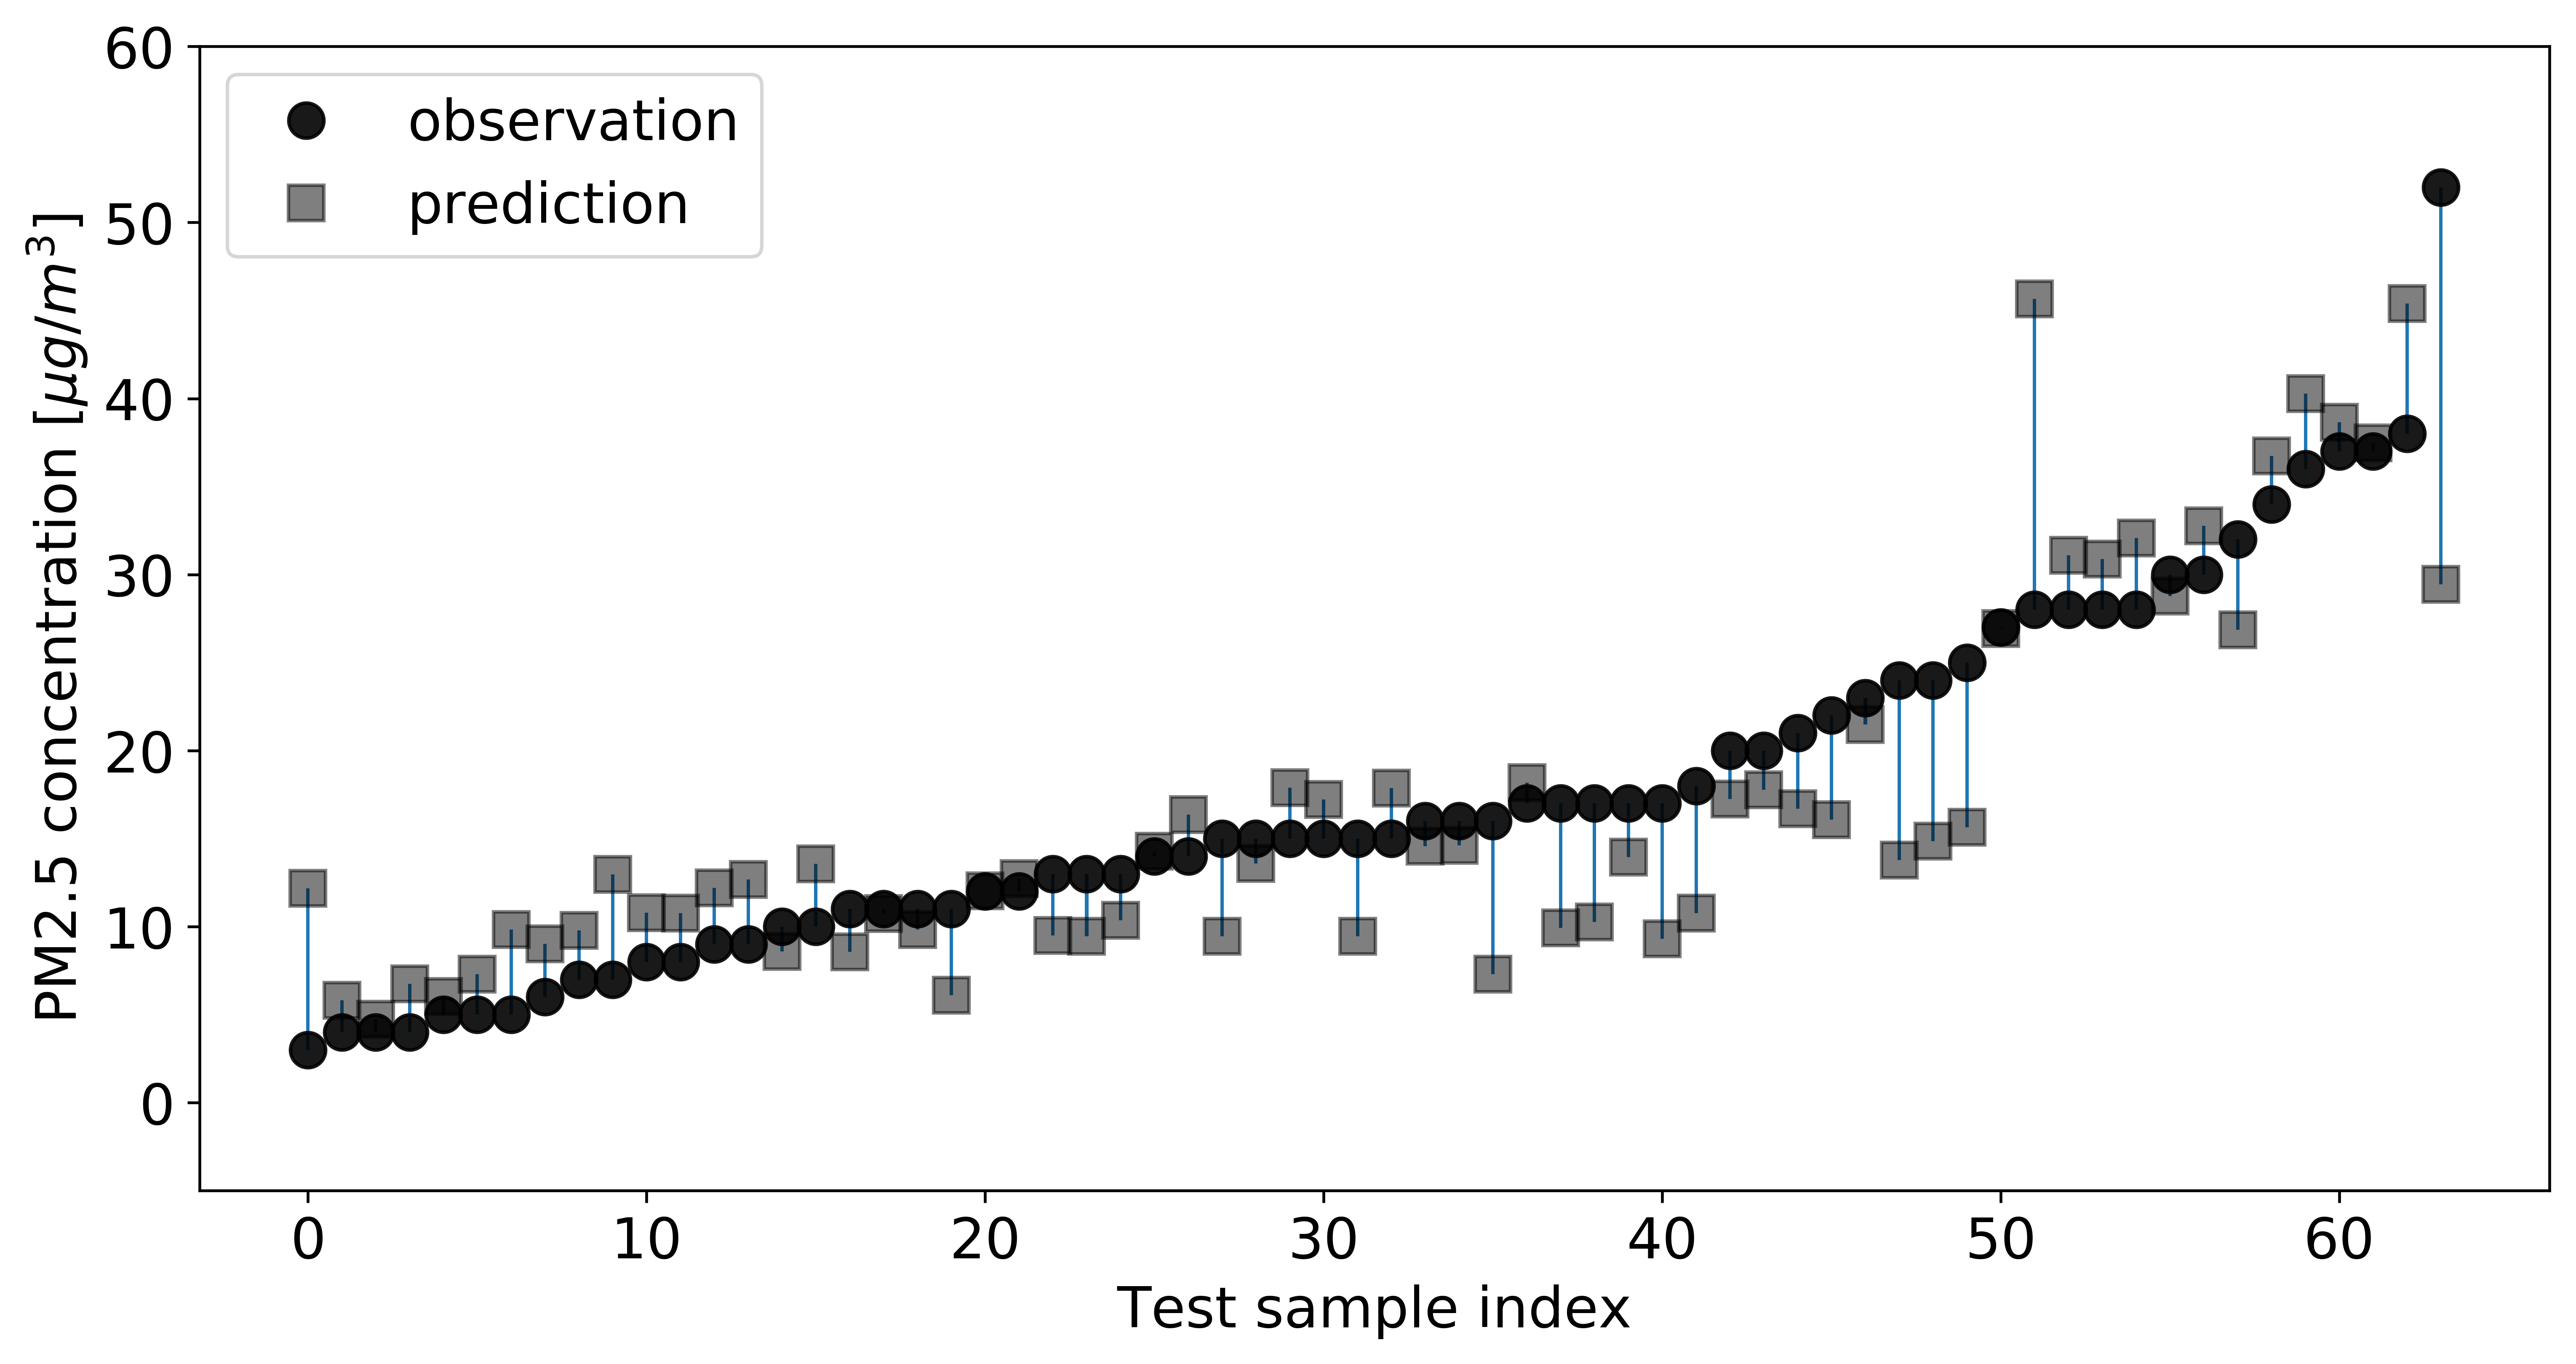 60
50
40
30
20
10
0
PM2.5 concentration [μg/m³]
observation
prediction
0 10 20 30 40 50 60
Test sample index